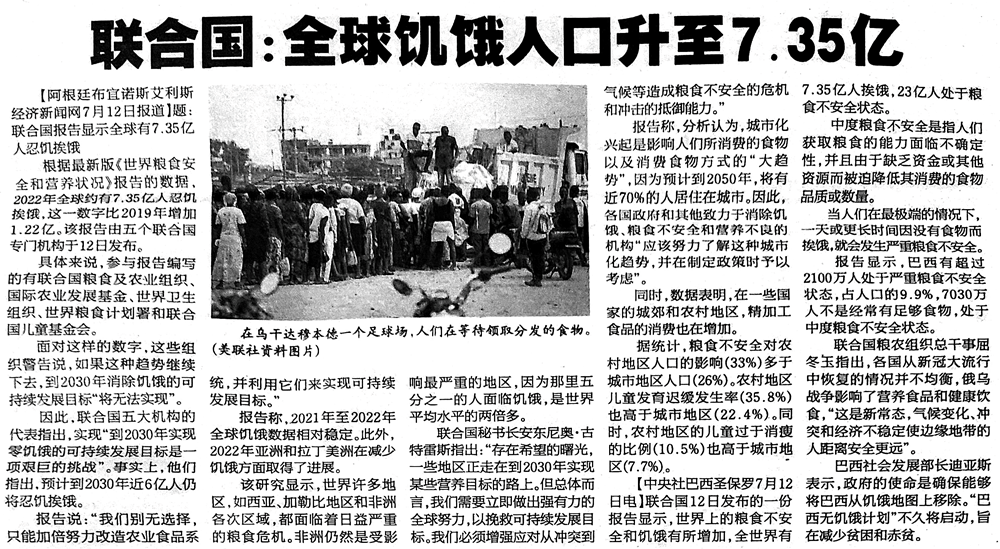 联合国：全球饥饿人口升至7.35亿
【阿根廷布宜诺斯艾利斯
经济新闻网7月12日报道】题：
联合国报告显示全球有7.35亿
人忍饥挨饿
根据最新版《世界粮食安
全和营养状况》报告的数据，
2022年全球约有7.35亿人忍饥
挨饿，这一数字比2019年增加
1.22亿。该报告由五个联合国
专门机构于12日发布。
具体来说，参与报告编写
的有联合国粮食及农业组织、
国际农业发展基金、世界卫生
组织、世界粮食计划署和联合
国儿童基金会。
面对这样的数字，这些组
织警告说，如果这种趋势继续
下去，到2030年消除饥饿的可
持续发展目标“将无法实现”。
因此，联合国五大机构的
代表指出，实现“到2030年实现
零饥饿的可持续发展目标是一
项艰巨的挑战”。事实上，他们
指出，预计到2030年近6亿人仍
将忍饥挨饿。
报告说：“我们别无选择，
只能加倍努力改造农业食品系
在乌干达穆本德一个足球场，人们在等待领取分发的食物。
（美联社资料图片）
统，并利用它们来实现可持续
发展目标。”
报告称，2021年至2022年
全球饥饿数据相对稳定。此外，
2022年亚洲和拉丁美洲在减少
饥饿方面取得了进展。
该研究显示，世界许多地
区，如西亚、加勒比地区和非洲
各次区域，都面临着日益严重
的粮食危机。非洲仍然是受影
响最严重的地区，因为那里五
分之一的人面临饥饿，是世界
平均水平的两倍多。
联合国秘书长安东尼奥·古
特雷斯指出：“存在希望的曙光，
一些地区正走在到2030年实现
某些营养目标的路上。但总体而
言，我们需要立即做出强有力的
全球努力，以挽救可持续发展目
标。我们必须增强应对从冲突到
气候等造成粮食不安全的危机
和冲击的抵御能力。”
报告称，分析认为，城市化
兴起是影响人们所消费的食物
以及消费食物方式的“大趋
势”，因为预计到2050年，将有
近70%的人居住在城市。因此，
各国政府和其他致力于消除饥
饿、粮食不安全和营养不良的
机构“应该努力了解这种城市
化趋势，并在制定政策时予以
考虑”。
同时，数据表明，在一些国
家的城郊和农村地区，精加工
食品的消费也在增加。
据统计，粮食不安全对农
村地区人口的影响(33%)多于
城市地区人口(26%)。农村地区
儿童发育迟缓发生率(35.8%)
也高于城市地区(22.4%)。同
时，农村地区的儿童过于消瘦
的比例(10.5%)也高于城市地
区(7.7%)。
【中央社巴西圣保罗7月12
日电】联合国12日发布的一份
报告显示，世界上的粮食不安
全和饥饿有所增加，全世界有
7.35亿人挨饿，23亿人处于粮
食不安全状态。
中度粮食不安全是指人们
获取粮食的能力面临不确定
性，并且由于缺乏资金或其他
资源而被迫降低其消费的食物
品质或数量。
当人们在最极端的情况下，
一天或更长时间因没有食物而
挨饿，就会发生严重粮食不安全。
报告显示，巴西有超过
2100万人处于严重粮食不安全
状态，占人口的9.9%，7030万
人不是经常有足够食物，处于
中度粮食不安全状态。
联合国粮农组织总干事屈
冬玉指出，各国从新冠大流行
中恢复的情况并不均衡，俄乌
战争影响了营养食品和健康饮
食，“这是新常态，气候变化、冲
突和经济不稳定使边缘地带的
人距离安全更远”。
巴西社会发展部长迪亚斯
表示，政府的使命是确保能够
将巴西从饥饿地图上移除。“巴
西无饥饿计划”不久将启动，旨
在减少贫困和赤贫。